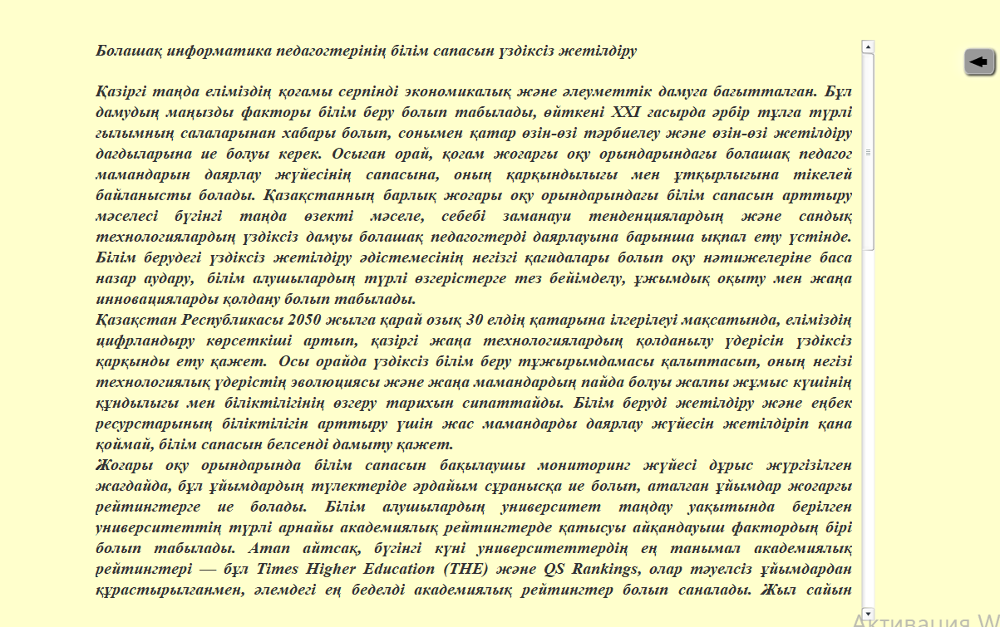 Болашақ информатика педагогтерінің білім сапасын үздіксіз жетілдіру
Қазіргі таңда еліміздің қоғамы серпінді экономикалық және әлеуметтік дамуға бағытталған. Бұл
дамудың маңызды факторы білім беру болып табылады, өйткені XXI ғасырда әрбір тұлға түрлі
ғылымның салаларынан хабары болып, сонымен қатар өзін-өзі тәрбиелеу және өзін-өзі жетілдіру
дағдыларына ие болуы керек. Осыған орай, қоғам жоғарғы оқу орындарындағы болашақ педагог
мамандарын даярлау жүйесінің сапасына, оның қарқындылығы мен ұтқырлығына тікелей
байланысты болады. Қазақстанның барлық жоғары оқу орындарындағы білім сапасын арттыру
мәселесі бүгінгі таңда өзекті мәселе, себебі заманауи тенденциялардың және сандық
технологиялардың үздіксіз дамуы болашақ педагогтерді даярлауына барынша ықпал ету үстінде.
Білім берудегі үздіксіз жетілдіру әдістемесінің негізгі қағидалары болып оқу нәтижелеріне баса
назар аудару, білім алушылардың түрлі өзгерістерге тез бейімделу, ұжымдық оқыту мен жаңа
инновацияларды қолдану болып табылады.
Қазақстан Республикасы 2050 жылға қарай озық 30 елдің қатарына ілгерілеуі мақсатында, еліміздің
цифрландыру көрсеткіші артып, қазіргі жаңа технологиялардың қолданылу үдерісін үздіксіз
қарқынды ету қажет. Осы орайда үздіксіз білім беру тұжырымдамасы қалыптасып, оның негізі
технологиялық үдерістің эволюциясы және жаңа мамандардың пайда болуы жалпы жұмыс күшінің
құндылығы мен біліктілігінің өзгеру тарихын сипаттайды. Білім беруді жетілдіру және еңбек
ресурстарының біліктілігін арттыру үшін жас мамандарды даярлау жүйесін жетілдіріп қана
қоймай, білім сапасын белсенді дамыту қажет.
Жоғары оқу орындарында білім сапасын бақылаушы мониторинг жүйесі дұрыс жүргізілген
жағдайда, бұл ұйымдардың түлектеріде әрдайым сұранысқа ие болып, аталған ұйымдар жоғарғы
рейтингтерге ие болады. Білім алушылардың университет таңдау уақытында берілген
университеттің түрлі арнайы академиялық рейтингтерде қатысуы айқандауыш фактордың бірі
болып табылады. Атап айтсақ, бүгінгі күні университеттердің ең танымал академиялық
рейтингтері — бұл Times Higher Education (THE) және QS Rankings, олар тәуелсіз ұйымдардан
құрастырылғанмен, әлемдегі ең беделді академиялық рейтингтер болып саналады. Жыл сайын
Активация W